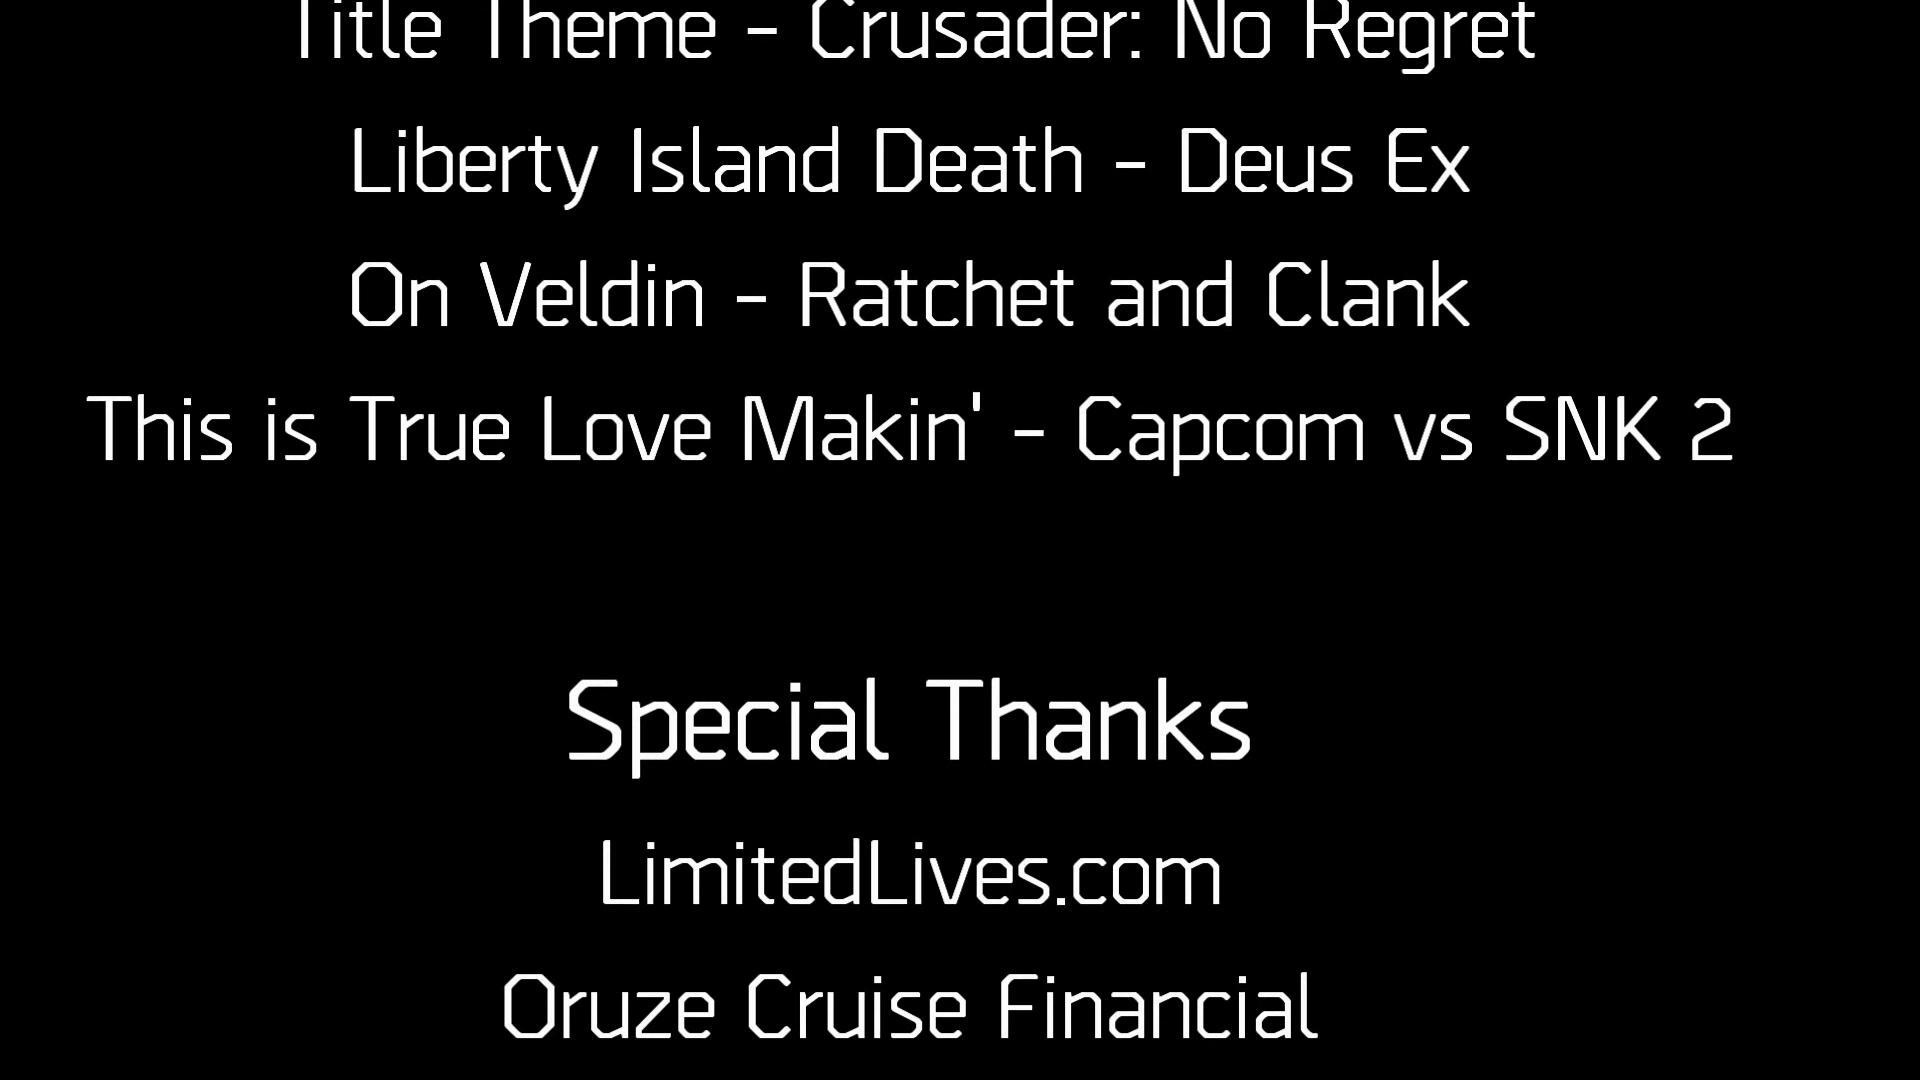 Title Theme - Crusader: No Regret
Liberty Island Death - Deus Ex
On Veldin - Ratchet and Clank
This is True Love Makin' - Capcom vs SNK 2
Special Thanks
LimitedLives.com
Oruze Cruise Financial